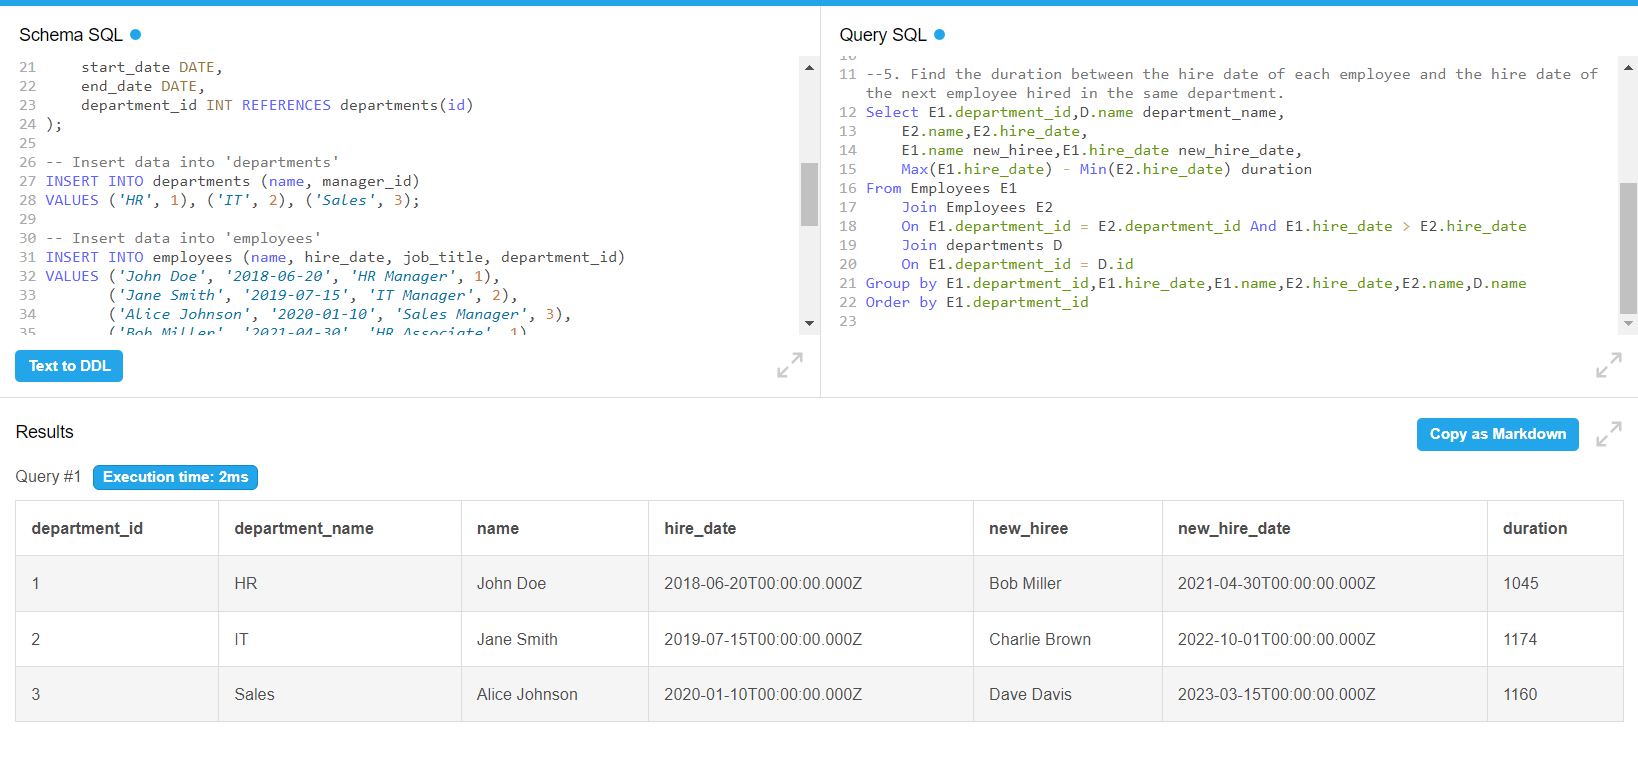 Schema SQL
21 start_date DATE,
22 end_date DATE,
23 department_id INT REFERENCES departments(id)
24 );
25
26 -- Insert data into 'departments'
27 INSERT INTO departments (name, manager_id)
28 VALUES ('HR', 1), ('IT', 2), ('Sales', 3);
29
30 -- Insert data into 'employees'
31 INSERT INTO employees (name, hire_date, job_title, department_id)
32 VALUES ('John Doe', '2018-06-20', 'HR Manager', 1),
33 ('Jane Smith', '2019-07-15', 'IT Manager', 2),
34 ('Alice Johnson', '2020-01-10', 'Sales Manager', 3),
35 ('Bob Miller', '2021-04-30', 'HR Associate', 1)
Text to DDL
Query SQL
10
11 --5. Find the duration between the hire date of each employee and the hire date of
the next employee hired in the same department.
12 Select E1.department_id,D.name department_name,
13 E2.name,E2.hire_date,
14 E1.name new_hiree,E1.hire_date new_hire_date,
15 Max(E1.hire_date) - Min(E2.hire_date) duration
16 From Employees E1
17 Join Employees E2
18 On E1.department_id = E2.department_id And E1.hire_date > E2.hire_date
19 Join departments D
20 On E1.department_id = D.id
21 Group by E1.department_id,E1.hire_date,E1.name,E2.hire_date,E2.name,D.name
22 Order by E1.department_id
23
Results
Copy as Markdown
Query #1 Execution time: 2ms
department_id department_name name hire_date new_hiree new_hire_date duration
1 HR John Doe 2018-06-20T00:00:00.000Z Bob Miller 2021-04-30T00:00:00.000Z 1045
2 IT Jane Smith 2019-07-15T00:00:00.000Z Charlie Brown 2022-10-01T00:00:00.000Z 1174
3 Sales Alice Johnson 2020-01-10T00:00:00.000Z Dave Davis 2023-03-15T00:00:00.000Z 1160